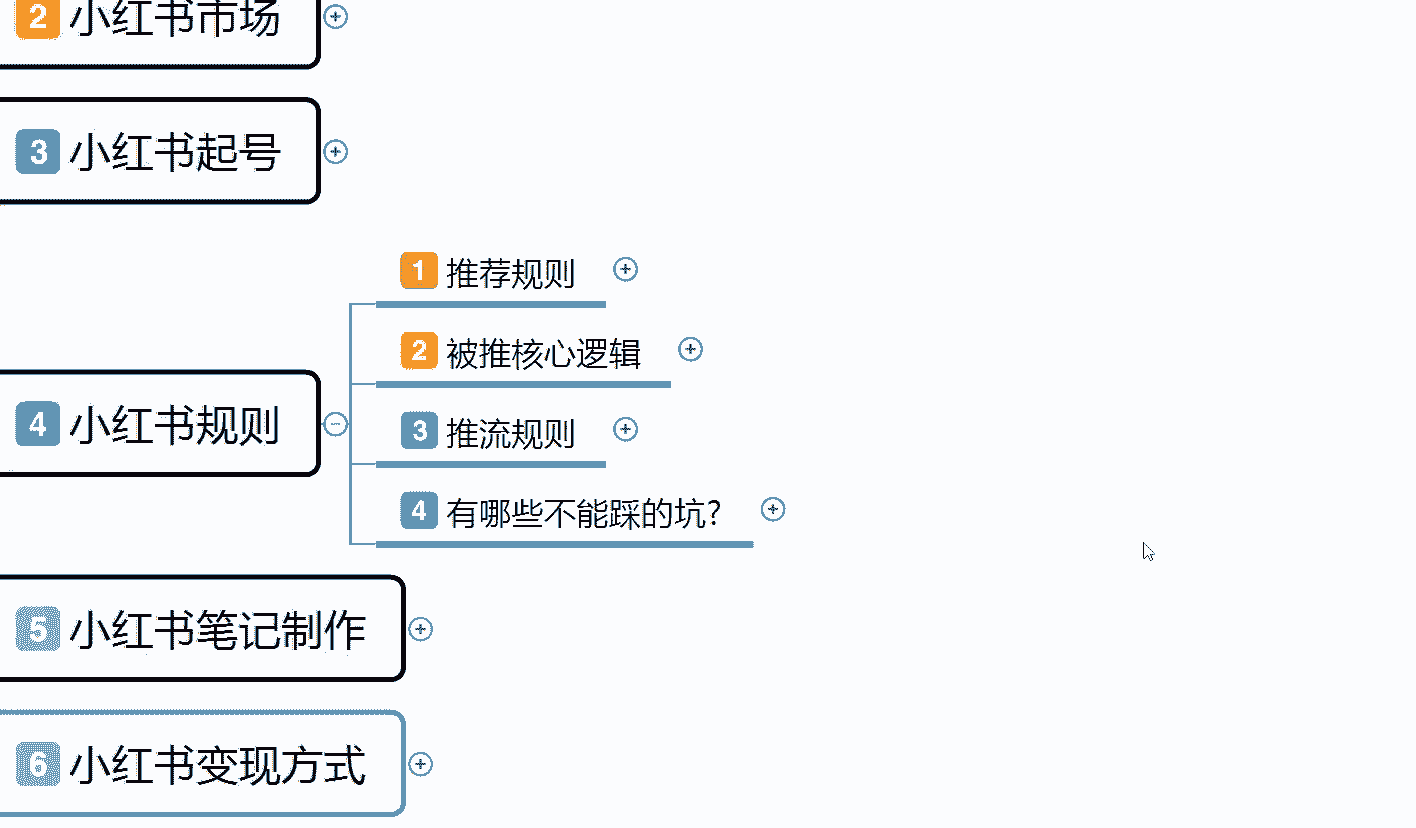 2 小红书市场
3 小红书起号
1 推荐规则
2 被推核心逻辑
3 推流规则
4 有哪些不能踩的坑?
4 小红书规则
5 小红书笔记制作
6 小红书变现方式